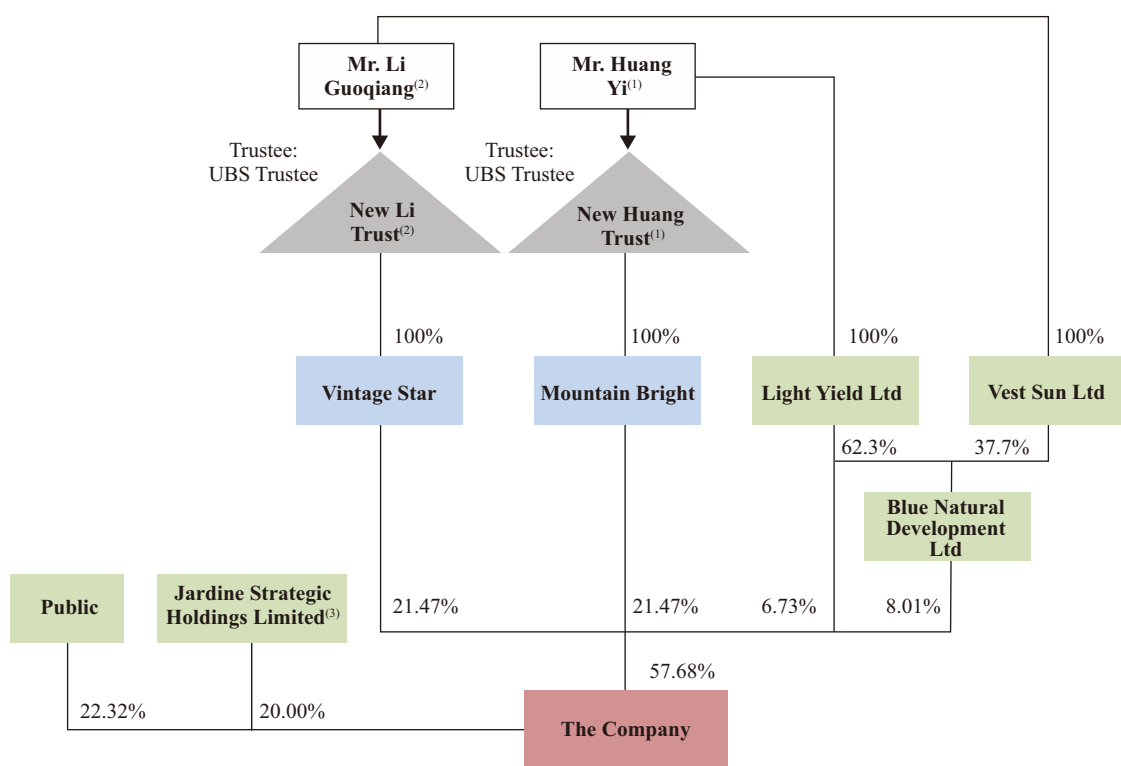 Mr. Li
Guoqiang(2)
Mr. Huang
Yi(1)
Trustee:
UBS Trustee
Trustee:
UBS Trustee
New Li
Trust(2)
New Huang
Trust(1)
100%
100%
100%
100%
Vintage Star
Mountain Bright
Light Yield Ltd
Vest Sun Ltd
62.3%
37.7%
Blue Natural
Development
Ltd
Public
Jardine Strategic
Holdings Limited(3)
21.47%
21.47%
6.73%
8.01%
57.68%
22.32%
20.00%
The Company